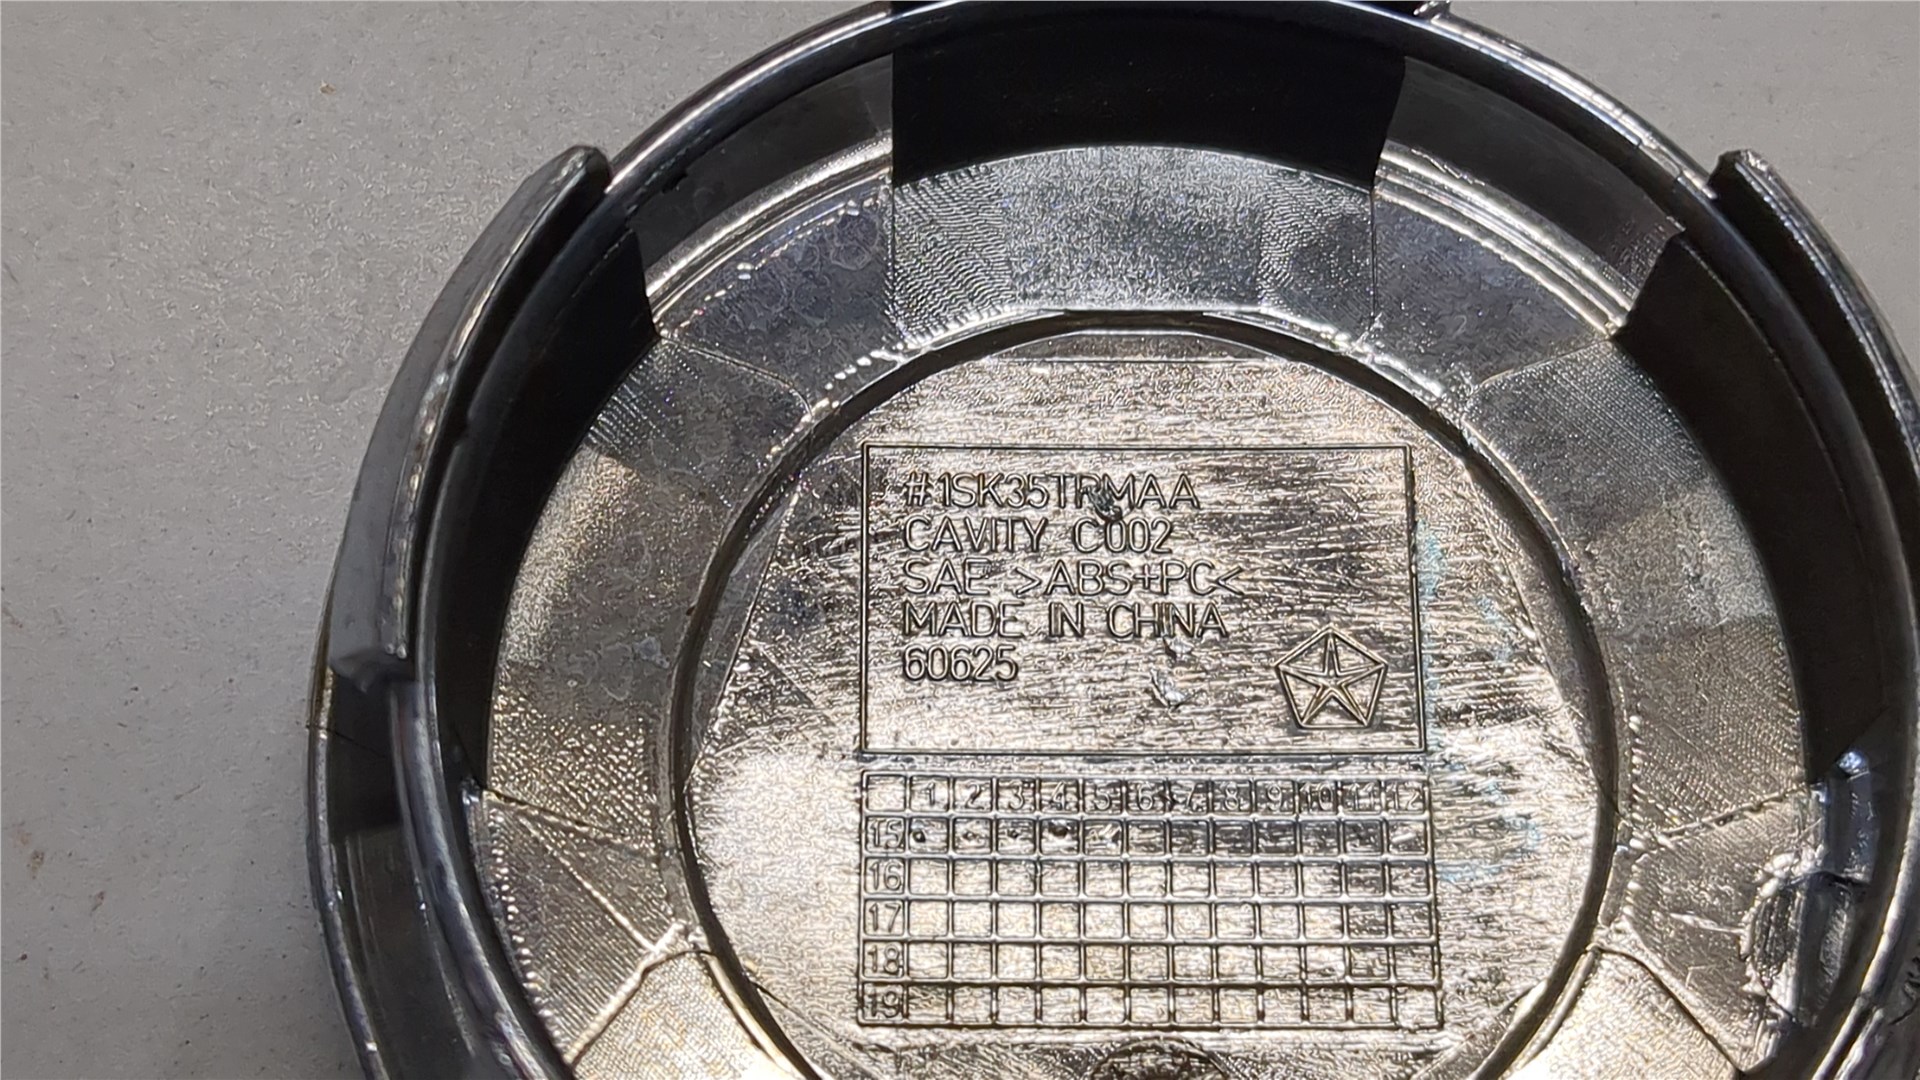 #1SK35TRMAA
CAVITY C002
SAE >ABS+PC<
MADE IN CHINA
60625
1 2 3 4 5 6 7 8 9 10 11 12
15
16
17
18
19